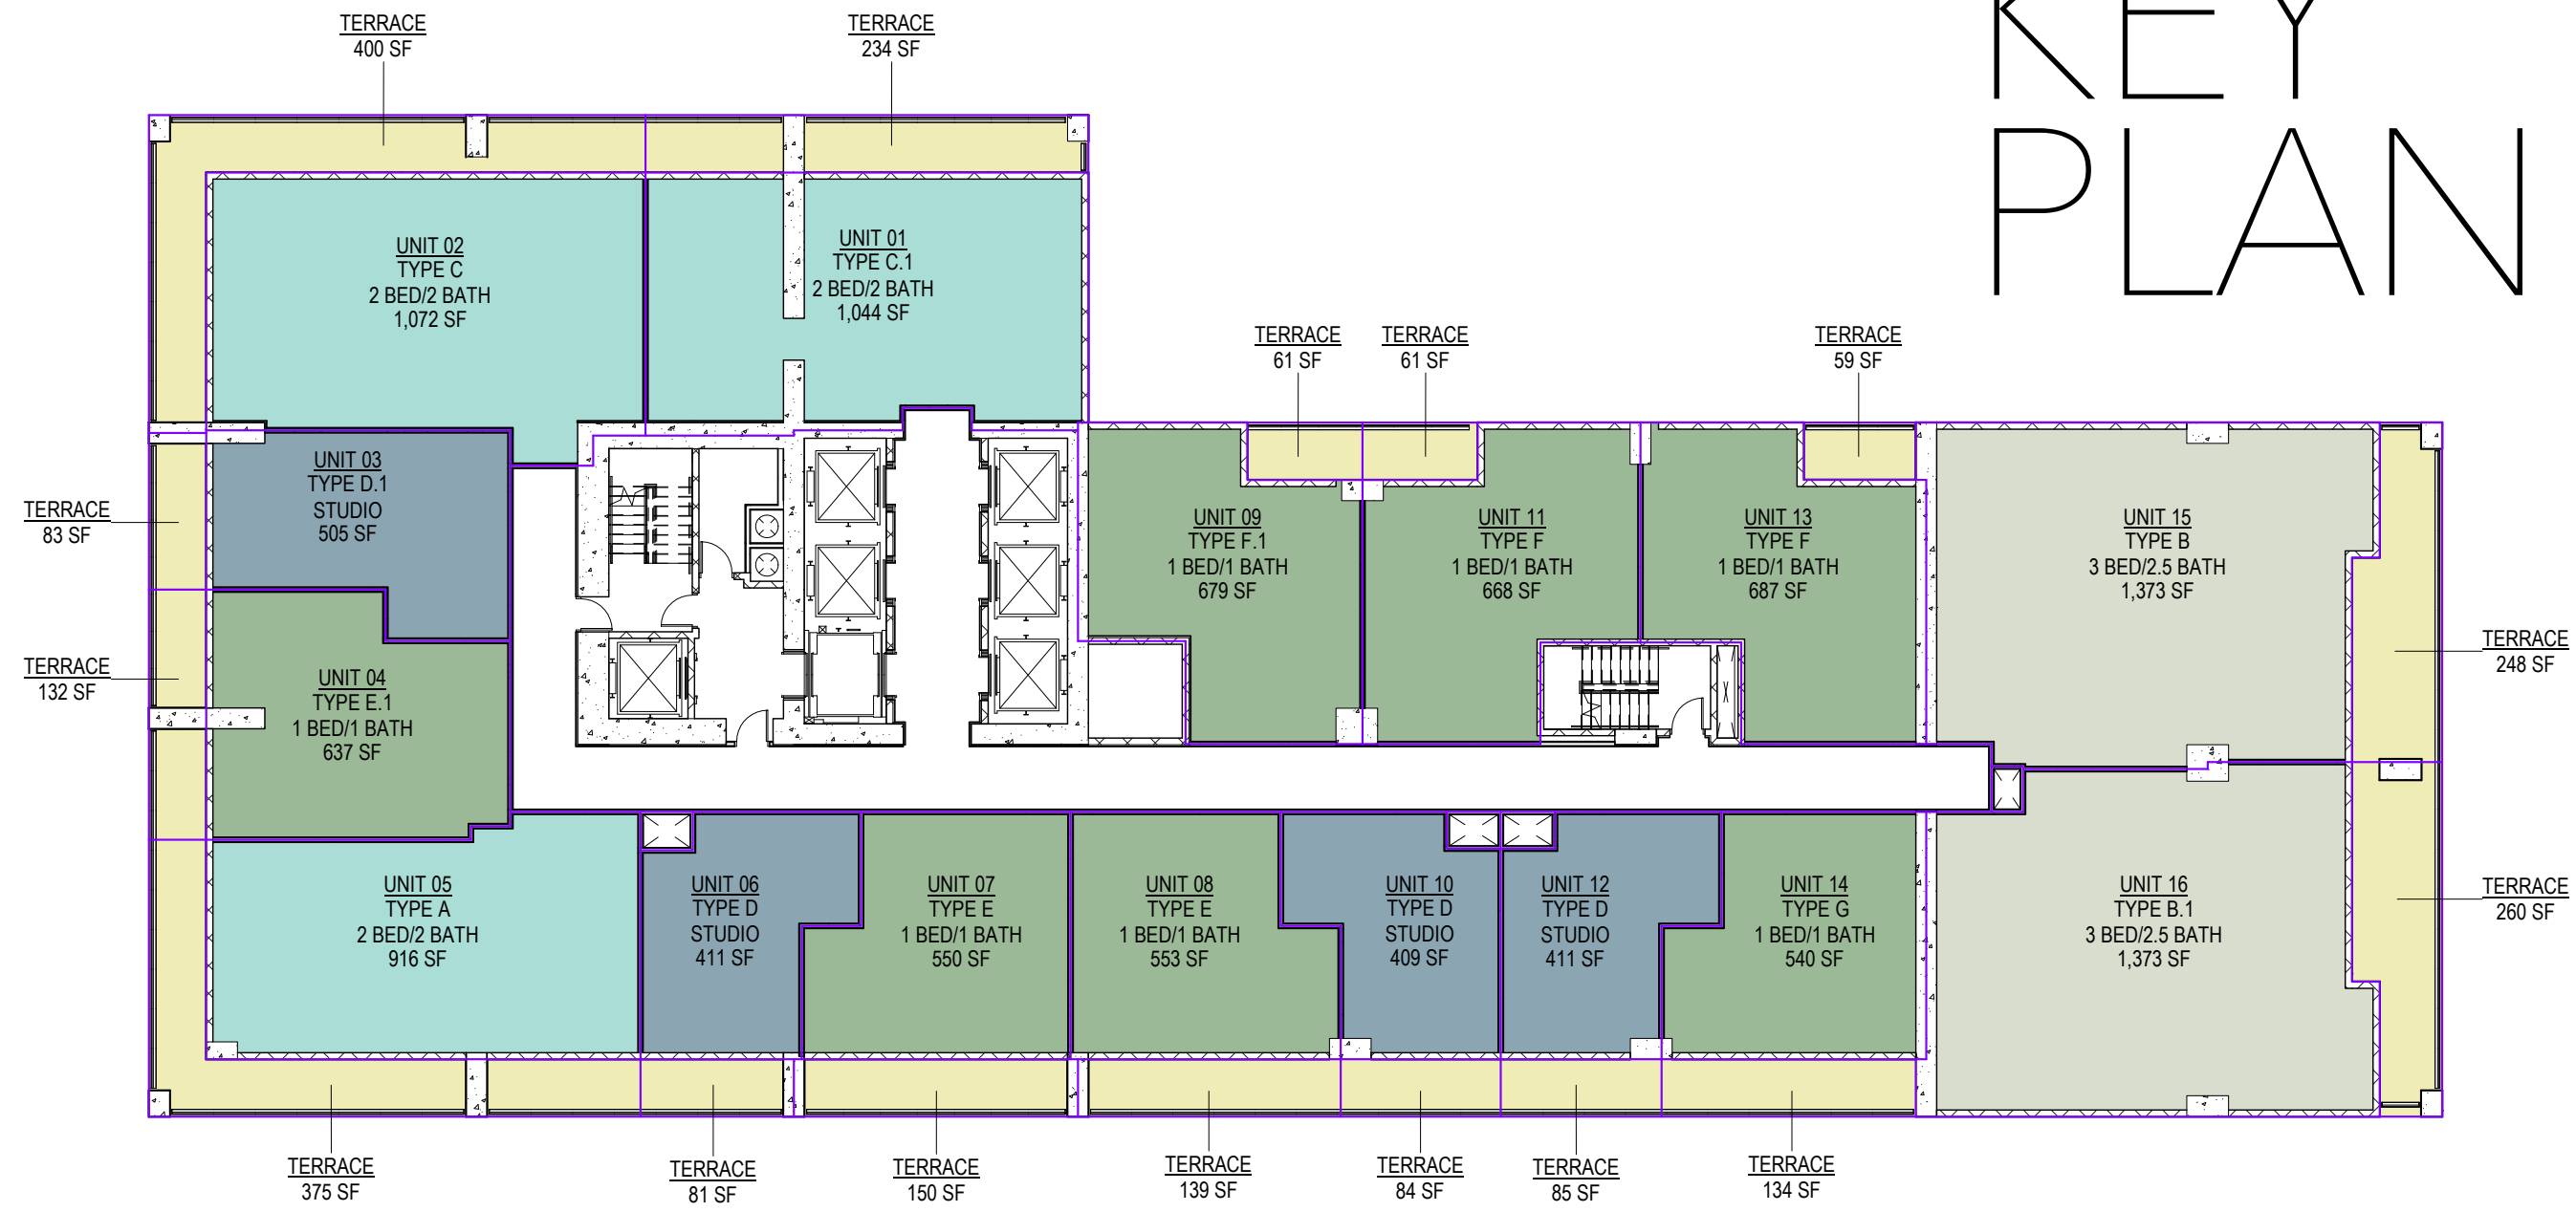 KEY
PLAN
TERRACE
400 SF
TERRACE
234 SF
UNIT 02
TYPE C
2 BED/2 BATH
1,072 SF
UNIT 01
TYPE C.1
2 BED/2 BATH
1,044 SF
TERRACE
61 SF
TERRACE
61 SF
TERRACE
59 SF
UNIT 03
TYPE D.1
STUDIO
505 SF
TERRACE
83 SF
UNIT 09
TYPE F.1
1 BED/1 BATH
679 SF
UNIT 11
TYPE F
1 BED/1 BATH
668 SF
UNIT 13
TYPE F
1 BED/1 BATH
687 SF
UNIT 15
TYPE B
3 BED/2.5 BATH
1,373 SF
TERRACE
248 SF
TERRACE
132 SF
UNIT 04
TYPE E.1
1 BED/1 BATH
637 SF
UNIT 05
TYPE A
2 BED/2 BATH
916 SF
UNIT 06
TYPE D
STUDIO
411 SF
UNIT 07
TYPE E
1 BED/1 BATH
550 SF
UNIT 08
TYPE E
1 BED/1 BATH
553 SF
UNIT 10
TYPE D
STUDIO
409 SF
UNIT 12
TYPE D
STUDIO
411 SF
UNIT 14
TYPE G
1 BED/1 BATH
540 SF
UNIT 16
TYPE B.1
3 BED/2.5 BATH
1,373 SF
TERRACE
260 SF
TERRACE
375 SF
TERRACE
81 SF
TERRACE
150 SF
TERRACE
139 SF
TERRACE
84 SF
TERRACE
85 SF
TERRACE
134 SF